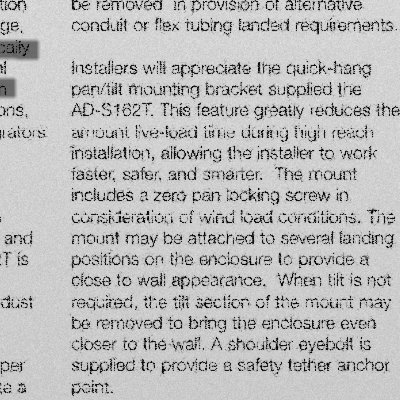 tion
ge,
cally
el
n
ons,
grators
and
2T is
dust
per
be removed in provision of alternative
conduit or flex tubing landed requirements.
Installers will appreciate the quick-hang
pan/tilt mounting bracket supplied the
AD-S162T. This feature greatly reduces the
amount live-load time during high reach
installation, allowing the installer to work
faster, safer, and smarter. The mount
includes a zero pan locking screw in
consideration of wind load conditions. The
mount may be attached to several landing
positions on the enclosure to provide a
close to wall appearance. When tilt is not
required, the tilt section of the mount may
be removed to bring the enclosure even
closer to the wall. A shoulder eyebolt is
supplied to provide a safety tether anchor
point.